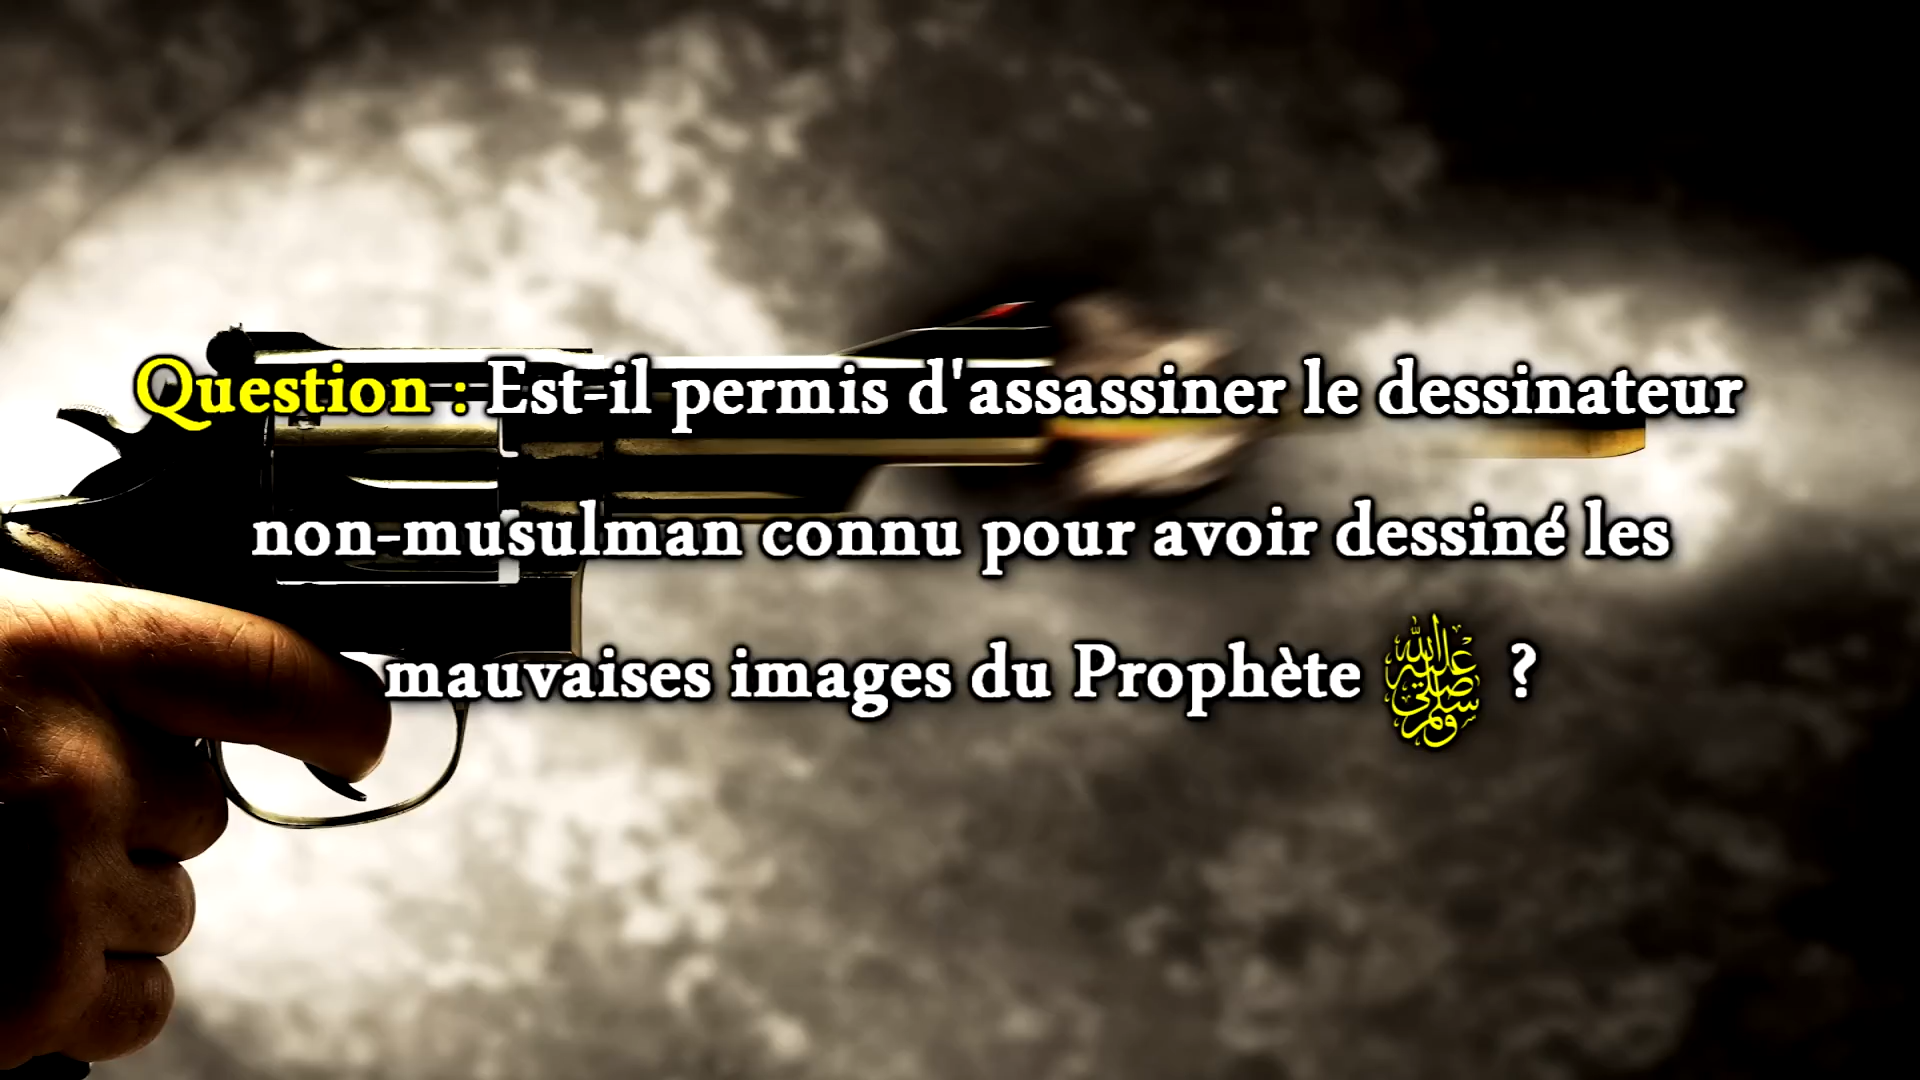 Question : Est-il permis d'assassiner le dessinateur
non-musulman connu pour avoir dessiné les
mauvaises images du Prophète ﷺ ?